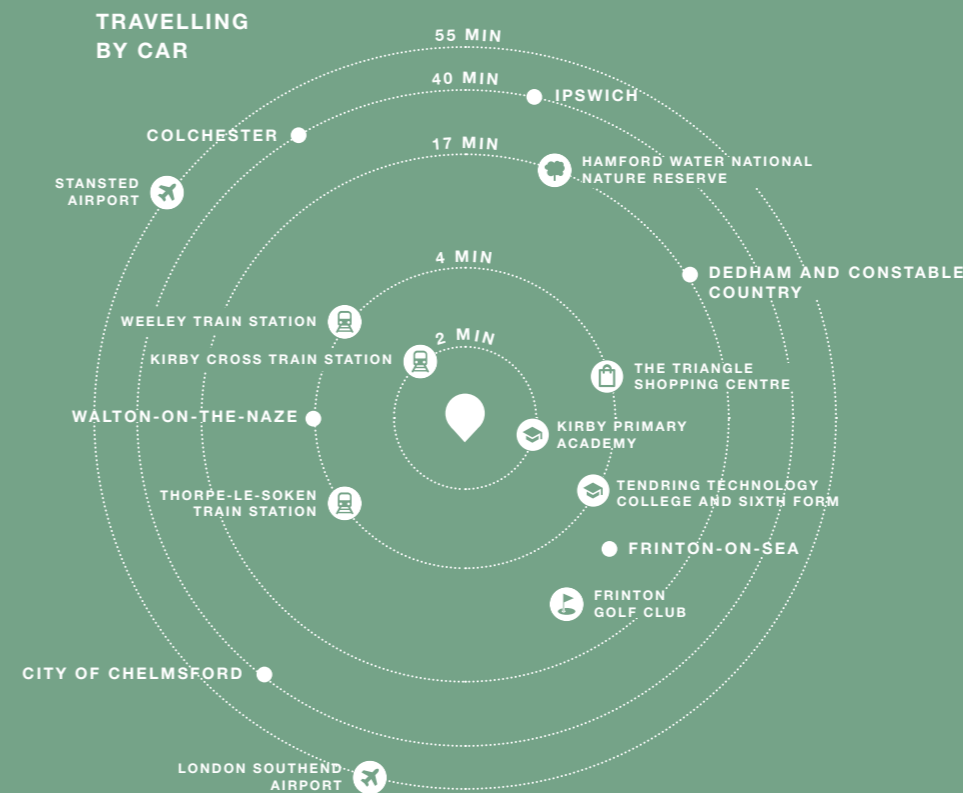 TRAVELLING
BY CAR
55 MIN
40 MIN
IPSWICH
COLCHESTER
17 MIN
HAMFORD WATER NATIONAL
NATURE RESERVE
STANSTED
AIRPORT
4 MIN
DEDHAM AND CONSTABLE
COUNTRY
WEELEY TRAIN STATION
2 MIN
KIRBY CROSS TRAIN STATION
THE TRIANGLE
SHOPPING CENTRE
WALTON-ON-THE-NAZE
KIRBY PRIMARY
ACADEMY
THORPE-LE-SOKEN
TRAIN STATION
TENDRING TECHNOLOGY
COLLEGE AND SIXTH FORM
FRINTON-ON-SEA
FRINTON
GOLF CLUB
CITY OF CHELMSFORD
LONDON SOUTHEND
AIRPORT